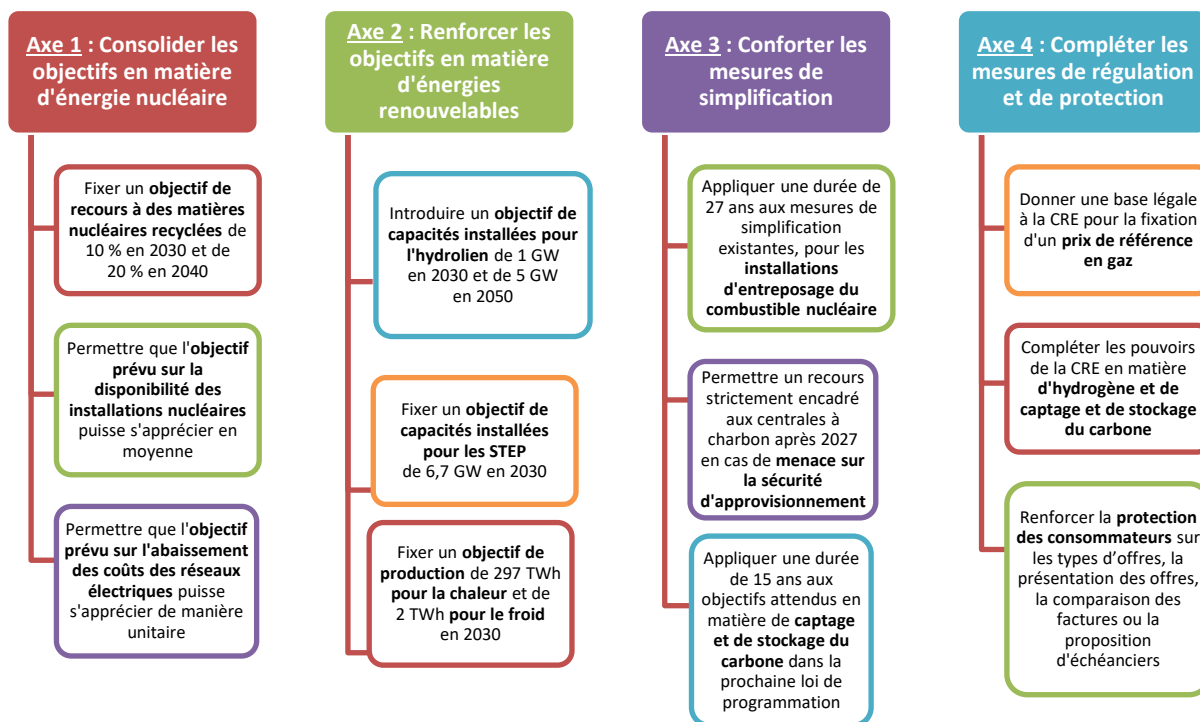 Axe 1 : Consolider les
objectifs en matière
d'énergie nucléaire
Fixer un objectif de
recours à des matières
nucléaires recyclées de
10 % en 2030 et de
20 % en 2040
Permettre que l'objectif
prévu sur la
disponibilité des
installations nucléaires
puisse s'apprécier en
moyenne
Permettre que l'objectif
prévu sur l'abaissement
des coûts des réseaux
électriques puisse
s'apprécier de manière
unitaire
Axe 2 : Renforcer les
objectifs en matière
d'énergies
renouvelables
Introduire un objectif de
capacités installées pour
l'hydrolien de 1 GW
en 2030 et de 5 GW
en 2050
Fixer un objectif de
capacités installées
pour les STEP
de 6,7 GW en 2030
Fixer un objectif de
production de 297 TWh
pour la chaleur et de
2 TWh pour le froid
en 2030
Axe 3 : Conforter les
mesures de
simplification
Appliquer une durée de
27 ans aux mesures de
simplification
existantes, pour les
installations
d'entreposage du
combustible nucléaire
Permettre un recours
strictement encadré
aux centrales à
charbon après 2027
en cas de menace sur
la sécurité
d'approvisionnement
Appliquer une durée
de 15 ans aux
objectifs attendus en
matière de captage
et de stockage du
carbone dans la
prochaine loi de
programmation
Axe 4 : Compléter les
mesures de régulation
et de protection
Donner une base légale
à la CRE pour la fixation
d'un prix de référence
en gaz
Compléter les pouvoirs
de la CRE en matière
d'hydrogène et de
captage et de stockage
du carbone
Renforcer la protection
des consommateurs sur
les types d'offres, la
présentation des offres,
la comparaison des
factures ou la
proposition
d'échéanciers